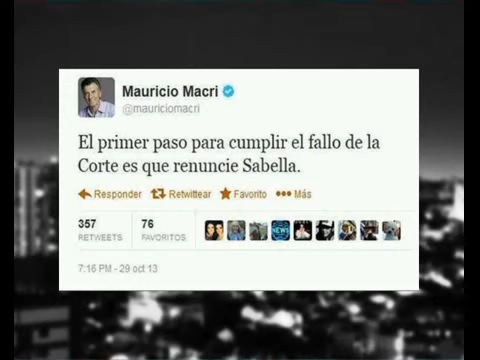 Mauricio Macri
@mauriciomacri
El primer paso para cumplir el fallo de la
Corte es que renuncie Sabella.
Responder Retwittear Favorito Más
357 76
RETWEETS FAVORITOS
NEWS
7:16 PM - 29 oct 13